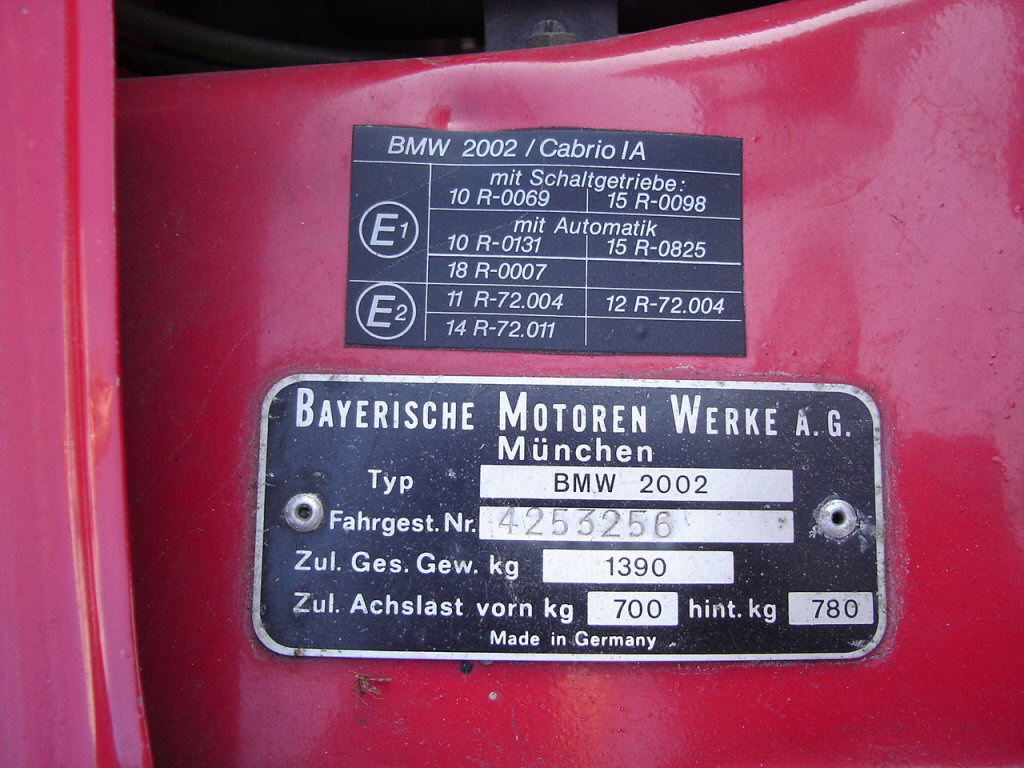 BMW 2002 / Cabrio IA
mit Schaltgetriebe:
10 R-0069 15 R-0098
E1
mit Automatik
10 R-0131 15 R-0825
18 R-0007
E2
11 R-72.004 12 R-72.004
14 R-72.011
BAYERISCHE MOTOREN WERKE A.G.
München
Typ BMW 2002
Fahrgest. Nr. 4253256
Zul. Ges. Gew. kg 1390
Zul. Achslast vorn kg 700 hint. kg 780
Made in Germany